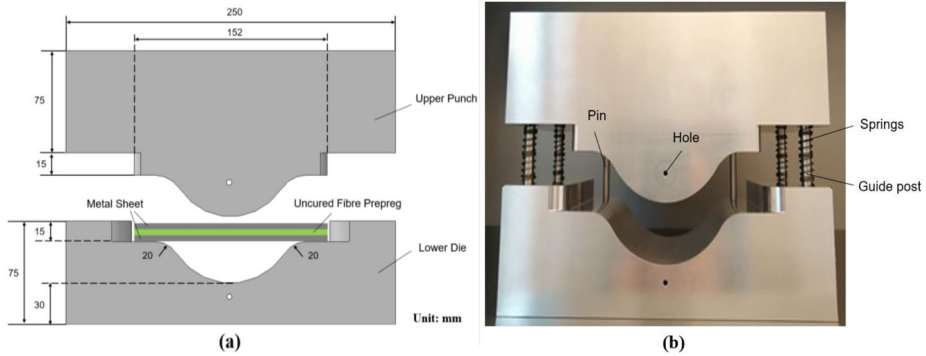 250
152
75
Upper Punch
15
Metal Sheet
Uncured Fibre Prepreg
15
20
20
Lower Die
75
30
Unit: mm
(a)
Pin
Hole
Springs
Guide post
(b)